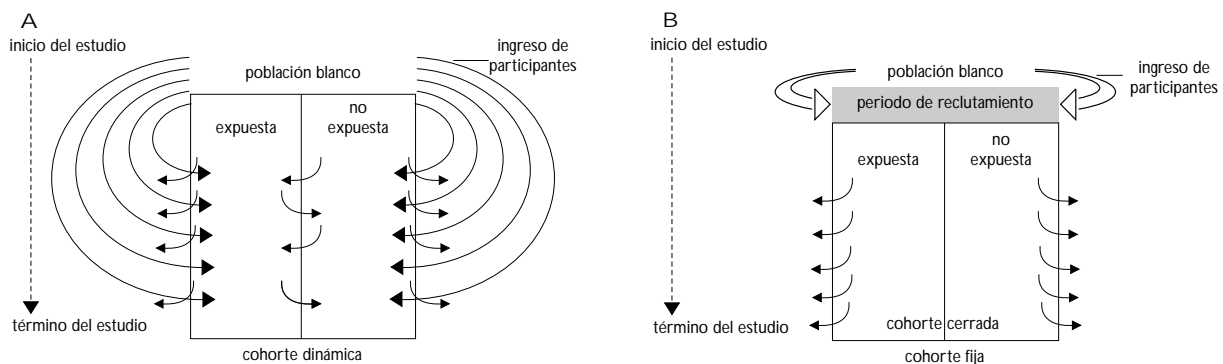 A
inicio del estudio
población blanco
ingreso de
participantes
expuesta
no
expuesta
término del estudio
cohorte dinámica
B
inicio del estudio
población blanco
ingreso de
participantes
periodo de reclutamiento
expuesta
no
expuesta
término del estudio
cohorte cerrada
cohorte fija